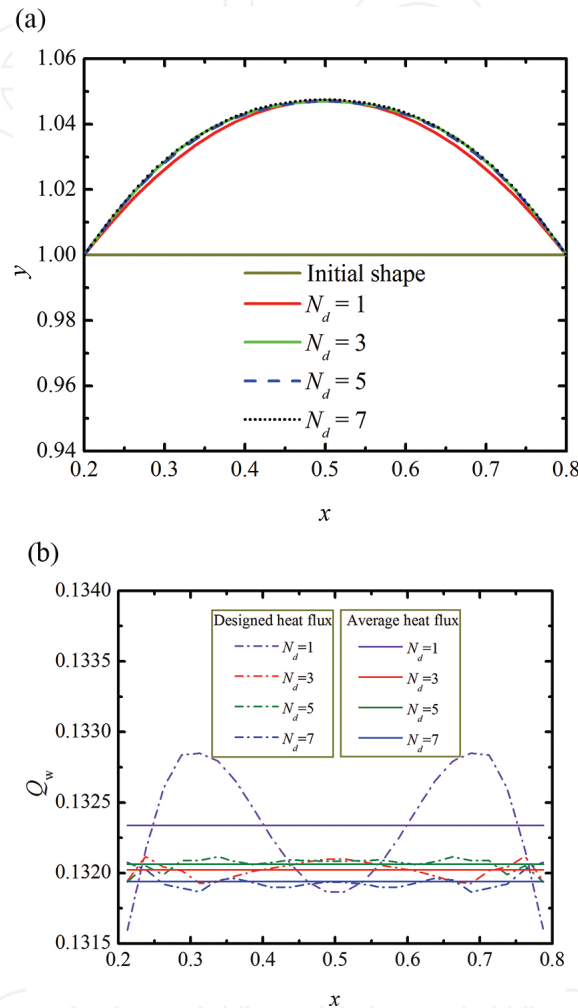 (a)
1.06
1.04
1.02
1.00
0.98
0.96
0.94
y
Initial shape
N_d = 1
N_d = 3
N_d = 5
N_d = 7
0.2 0.3 0.4 0.5 0.6 0.7 0.8
x
(b)
0.1340
0.1335
0.1330
0.1325
0.1320
0.1315
Q_w
Designed heat flux
N_d=1
N_d=3
N_d=5
N_d=7
Average heat flux
N_d=1
N_d=3
N_d=5
N_d=7
0.2 0.3 0.4 0.5 0.6 0.7 0.8
x